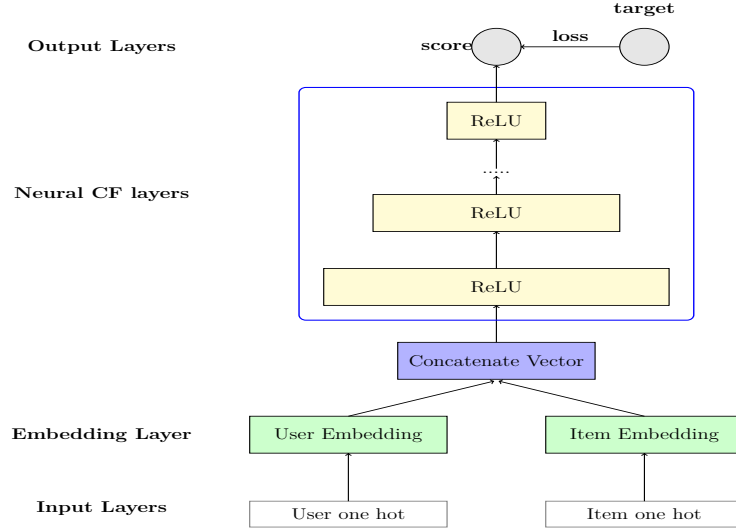 target
Output Layers
score
loss
ReLU
.....
Neural CF layers
ReLU
ReLU
Concatenate Vector
Embedding Layer
User Embedding
Item Embedding
Input Layers
User one hot
Item one hot